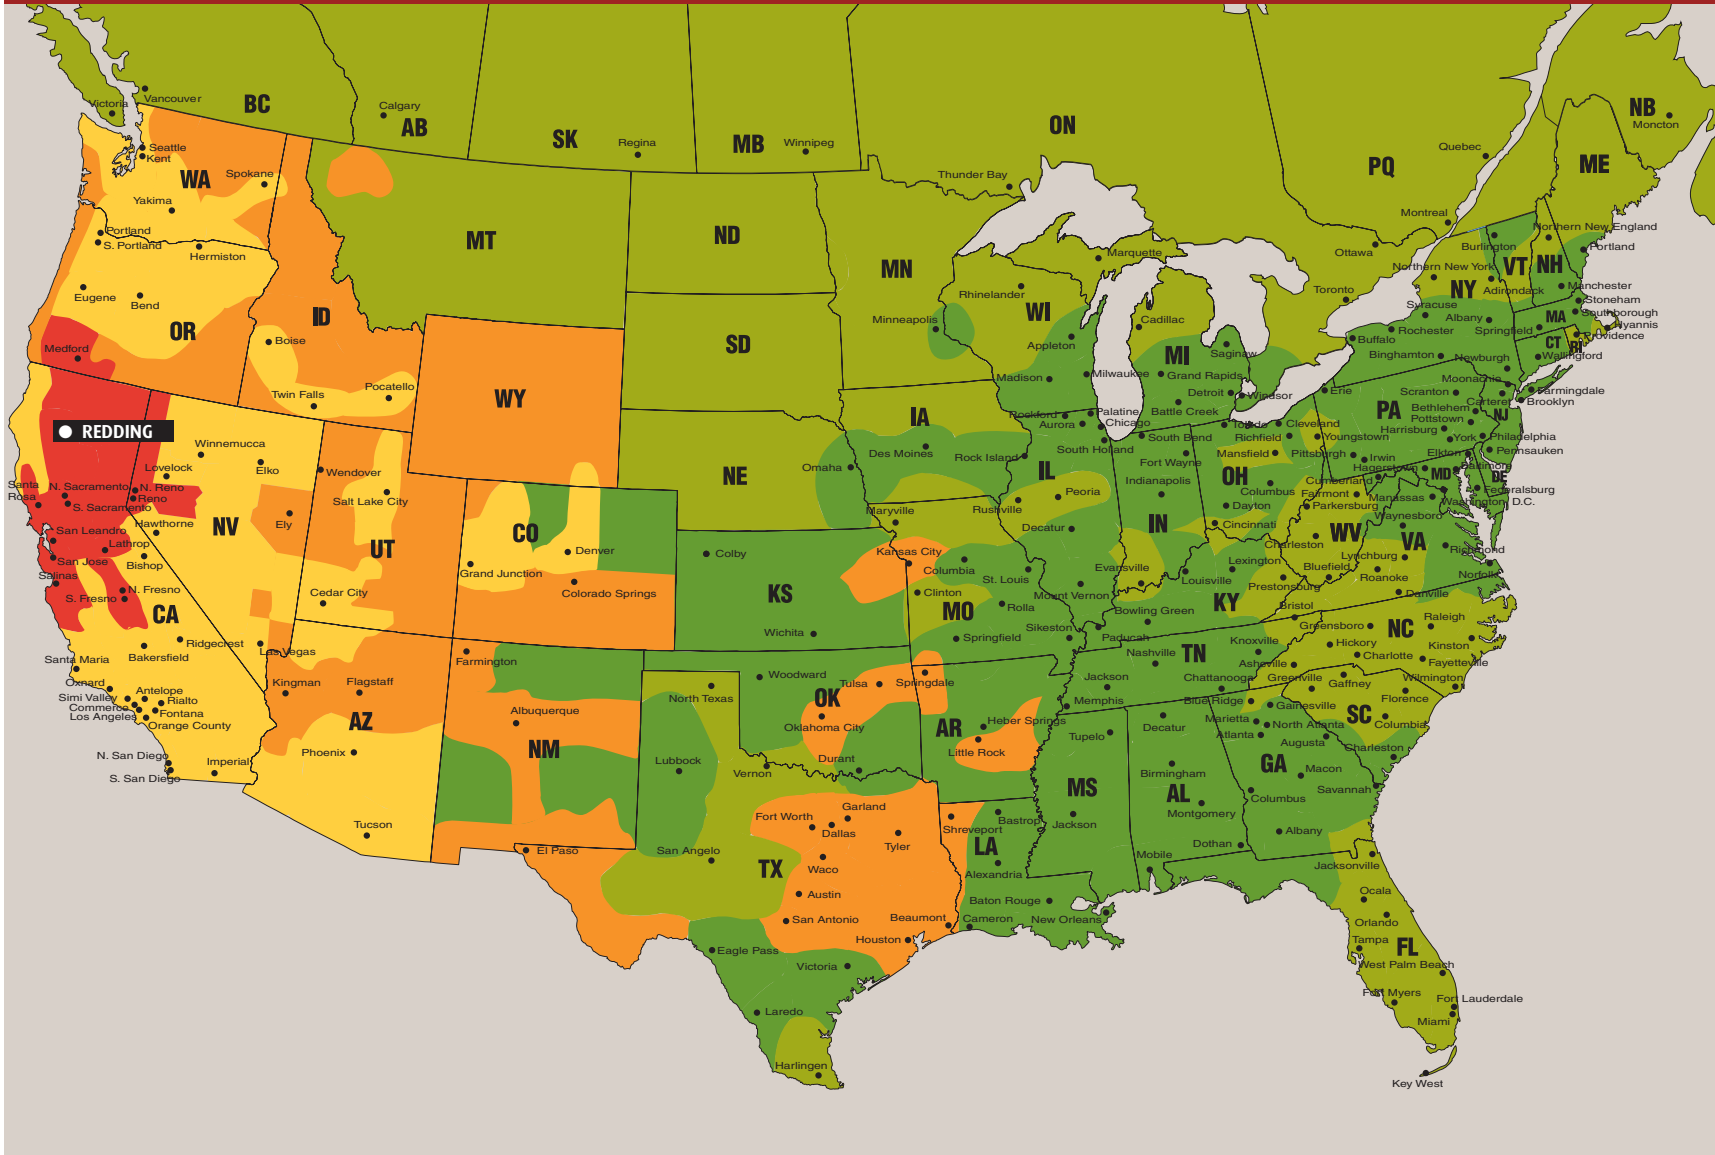 Victoria
Vancouver
BC
Calgary
AB
SK
Regina
MB
Winnipeg
ON
Thunder Bay
PQ
Quebec
NB
Moncton
ME
Montreal
Ottawa
Toronto
Seattle
Kent
WA
Spokane
Yakima
Portland
S. Portland
Hermiston
Eugene
Bend
OR
Medford
ID
Boise
Twin Falls
Pocatello
MT
ND
SD
WY
NE
Omaha
MN
Minneapolis
WI
Rhinelander
Marquette
Appleton
Madison
Milwaukee
Cadillac
MI
Saginaw
Grand Rapids
Detroit
Windsor
Battle Creek
IA
Des Moines
Rock Island
Rockford
Aurora
Palatine
Chicago
South Holland
IL
Peoria
Rushville
Decatur
Mount Vernon
South Bend
Fort Wayne
Indianapolis
IN
Evansville
Toledo
Cleveland
Richfield
Mansfield
Youngstown
OH
Columbus
Dayton
Cincinnati
Northern New England
Burlington
Portland
Northern New York
VT
NH
NY
Adirondack
Manchester
Syracuse
Stoneham
Albany
MA
Southborough
Rochester
Springfield
Hyannis
Buffalo
CT
RI
Providence
Binghamton
Newburgh
Wallingford
Moonachie
Erie
Scranton
Carteret
Farmingdale
Brooklyn
PA
Bethlehem
NJ
Pottstown
Harrisburg
York
Philadelphia
Pennsauken
Pittsburgh
Irwin
Elkton
Hagerstown
MD
Baltimore
DE
Cumberland
Federalsburg
Fairmont
Manassas
Washington D.C.
Parkersburg
Waynesboro
WV
VA
Charleston
Lynchburg
Richmond
Bluefield
Roanoke
Norfolk
Danville
REDDING
Winnemucca
Elko
Lovelock
Santa
Rosa
N. Sacramento
N. Reno
Reno
S. Sacramento
Hawthorne
NV
Ely
San Leandro
Lathrop
San Jose
Bishop
Salinas
N. Fresno
S. Fresno
CA
Ridgecrest
Bakersfield
Las Vegas
Santa Maria
Oxnard
Simi Valley
Antelope
Rialto
Commerce
Fontana
Los Angeles
Orange County
N. San Diego
Imperial
S. San Diego
Wendover
Salt Lake City
UT
Cedar City
CO
Denver
Grand Junction
Colorado Springs
Kingman
Flagstaff
AZ
Phoenix
Tucson
Farmington
Albuquerque
NM
Colby
KS
Wichita
Maryville
Kansas City
Columbia
Clinton
MO
St. Louis
Rolla
Springfield
Sikeston
Lexington
Louisville
Prestonsburg
KY
Bowling Green
Paducah
Bristol
Knoxville
Nashville
TN
Chattanooga
Jackson
Memphis
Greensboro
Raleigh
NC
Hickory
Kinston
Charlotte
Fayetteville
Asheville
Wilmington
Greenville
Gaffney
Florence
SC
Columbia
Charleston
Woodward
Tulsa
OK
Oklahoma City
Durant
Springdale
AR
Heber Springs
Little Rock
North Texas
Lubbock
Vernon
Fort Worth
Garland
Dallas
Tyler
Waco
El Paso
San Angelo
TX
Austin
San Antonio
Beaumont
Houston
Eagle Pass
Victoria
Laredo
Harlingen
Shreveport
Bastrop
LA
Alexandria
Baton Rouge
Cameron
New Orleans
Tupelo
MS
Jackson
Decatur
Birmingham
AL
Montgomery
Dothan
Mobile
Blue Ridge
Gainesville
Marietta
North Atlanta
Atlanta
Augusta
GA
Macon
Savannah
Columbus
Albany
Jacksonville
Ocala
Orlando
Tampa
FL
West Palm Beach
Fort Myers
Fort Lauderdale
Miami
Key West